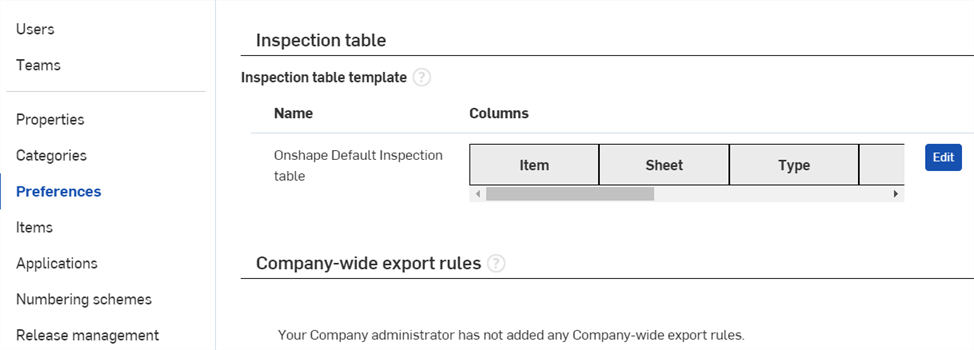 Users
Teams
Properties
Categories
Preferences
Items
Applications
Numbering schemes
Release management
Inspection table
Inspection table template ?
Name Columns
Onshape Default Inspection
table
Item Sheet Type
Edit
Company-wide export rules ?
Your Company administrator has not added any Company-wide export rules.